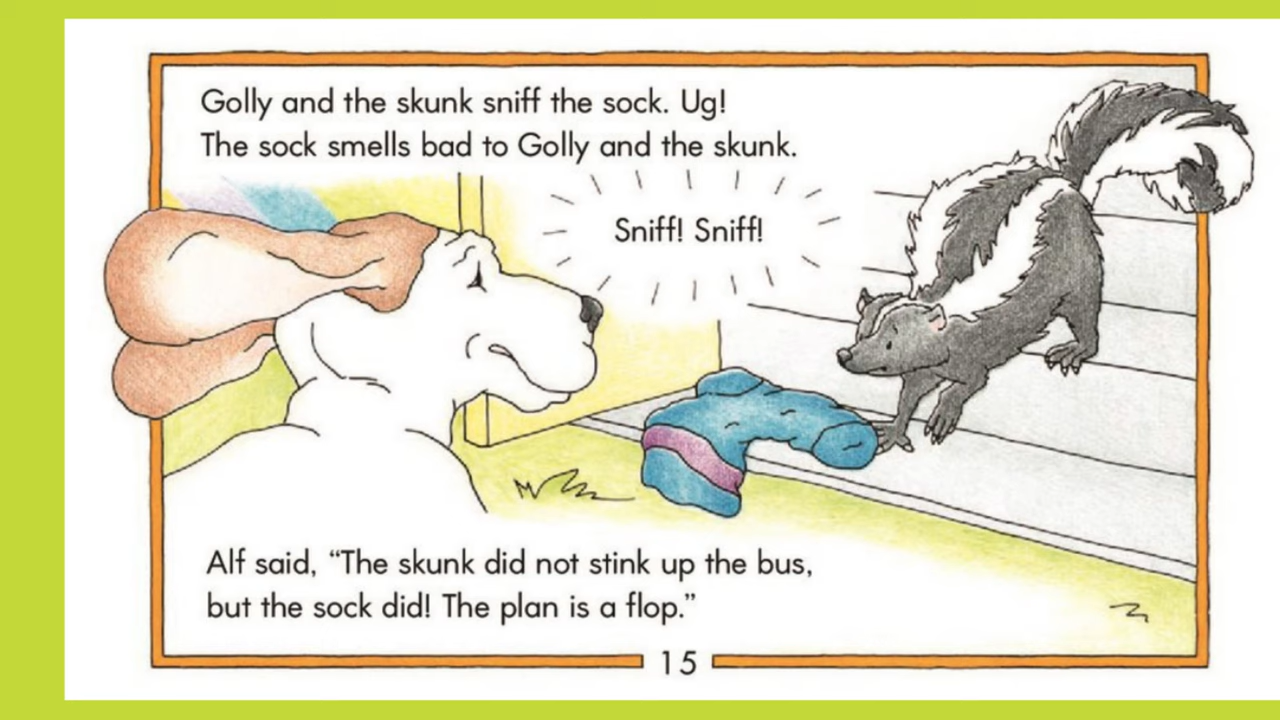 Golly and the skunk sniff the sock. Ug!
The sock smells bad to Golly and the skunk.
Sniff! Sniff!
Alf said, “The skunk did not stink up the bus,
but the sock did! The plan is a flop.”
15